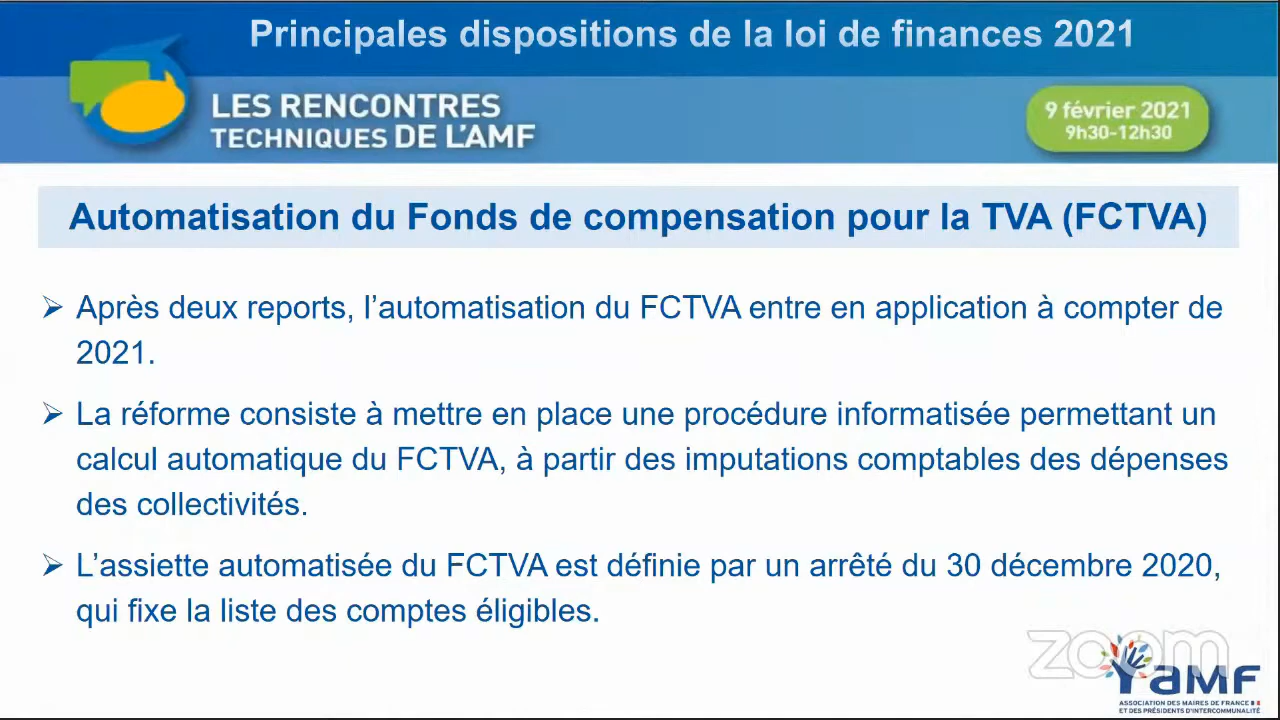 Principales dispositions de la loi de finances 2021
LES RENCONTRES
TECHNIQUES DE L'AMF
9 février 2021
9h30-12h30
Automatisation du Fonds de compensation pour la TVA (FCTVA)
➢ Après deux reports, l’automatisation du FCTVA entre en application à compter de
2021.
➢ La réforme consiste à mettre en place une procédure informatisée permettant un
calcul automatique du FCTVA, à partir des imputations comptables des dépenses
des collectivités.
➢ L’assiette automatisée du FCTVA est définie par un arrêté du 30 décembre 2020,
qui fixe la liste des comptes éligibles.
zoom
AMF
ASSOCIATION DES MAIRES DE FRANCE
ET DES PRÉSIDENTS D'INTERCOMMUNALITÉ